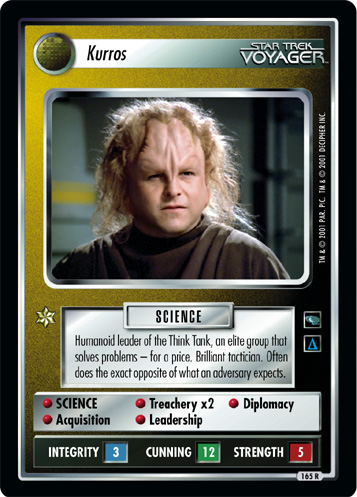 Kurros
STAR TREK
VOYAGER™
TM & © 2001 PAR. PIC. TM & © 2001 DECIPHER INC.
SCIENCE
Humanoid leader of the Think Tank, an elite group that
solves problems – for a price. Brilliant tactician. Often
does the exact opposite of what an adversary expects.
SCIENCE Treachery x2 Diplomacy
Acquisition Leadership
INTEGRITY 3 CUNNING 12 STRENGTH 5
165 R